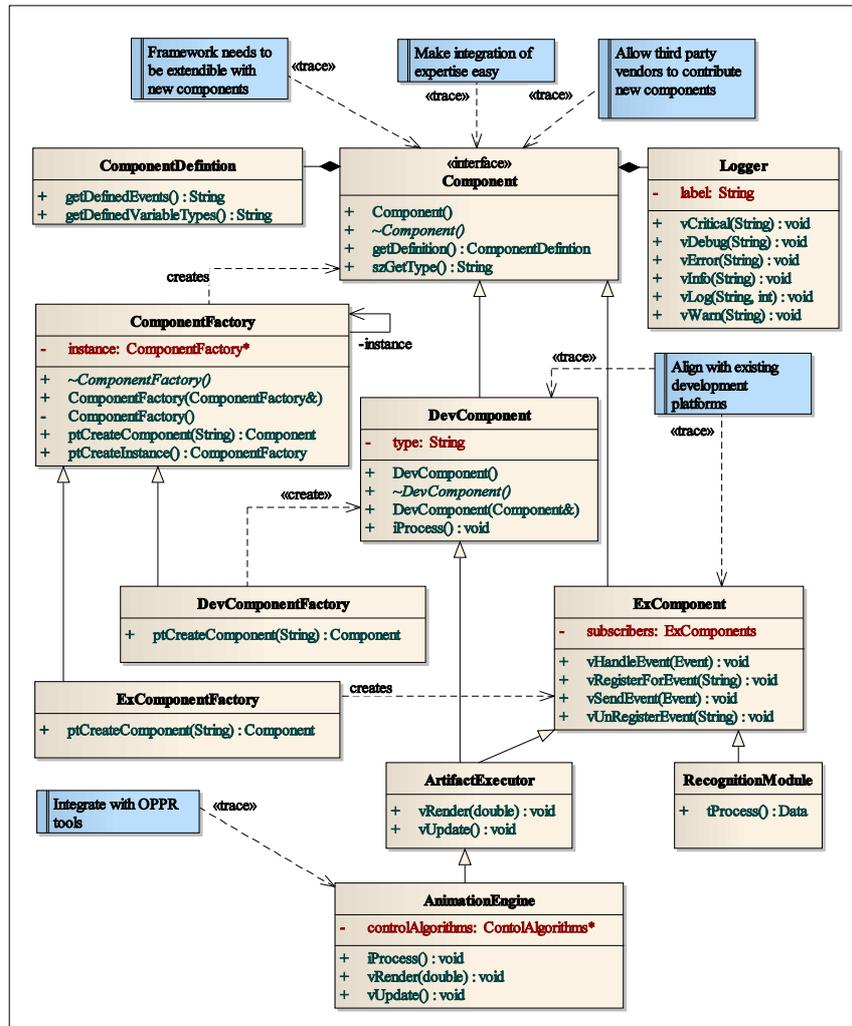 Framework needs to
be extendible with
new components
«trace»
Make integration of
expertise easy
«trace»
Allow third party
vendors to contribute
new components
«trace»
ComponentDefintion
+ getDefinedEvents() : String
+ getDefinedVariableTypes() : String
«interface»
Component
+ Component()
+ ~Component()
+ getDefinition() : ComponentDefintion
+ szGetType() : String
Logger
- label: String
+ vCritical(String) : void
+ vDebug(String) : void
+ vError(String) : void
+ vInfo(String) : void
+ vLog(String, int) : void
+ vWarn(String) : void
creates
ComponentFactory
- instance: ComponentFactory*
+ ~ComponentFactory()
+ ComponentFactory(ComponentFactory&)
- ComponentFactory()
+ ptCreateComponent(String) : Component
+ ptCreateInstance() : ComponentFactory
-instance
«trace»
Align with existing
development
platforms
«trace»
DevComponent
- type: String
+ DevComponent()
+ ~DevComponent()
+ DevComponent(Component&)
+ iProcess() : void
«create»
DevComponentFactory
+ ptCreateComponent(String) : Component
ExComponent
- subscribers: ExComponents
+ vHandleEvent(Event) : void
+ vRegisterForEvent(String) : void
+ vSendEvent(Event) : void
+ vUnRegisterEvent(String) : void
ExComponentFactory
+ ptCreateComponent(String) : Component
creates
ArtifactExecutor
+ vRender(double) : void
+ vUpdate() : void
RecognitionModule
+ tProcess() : Data
Integrate with OPPR
tools
«trace»
AnimationEngine
- controlAlgorithms: ContolAlgorithms*
+ iProcess() : void
+ vRender(double) : void
+ vUpdate() : void